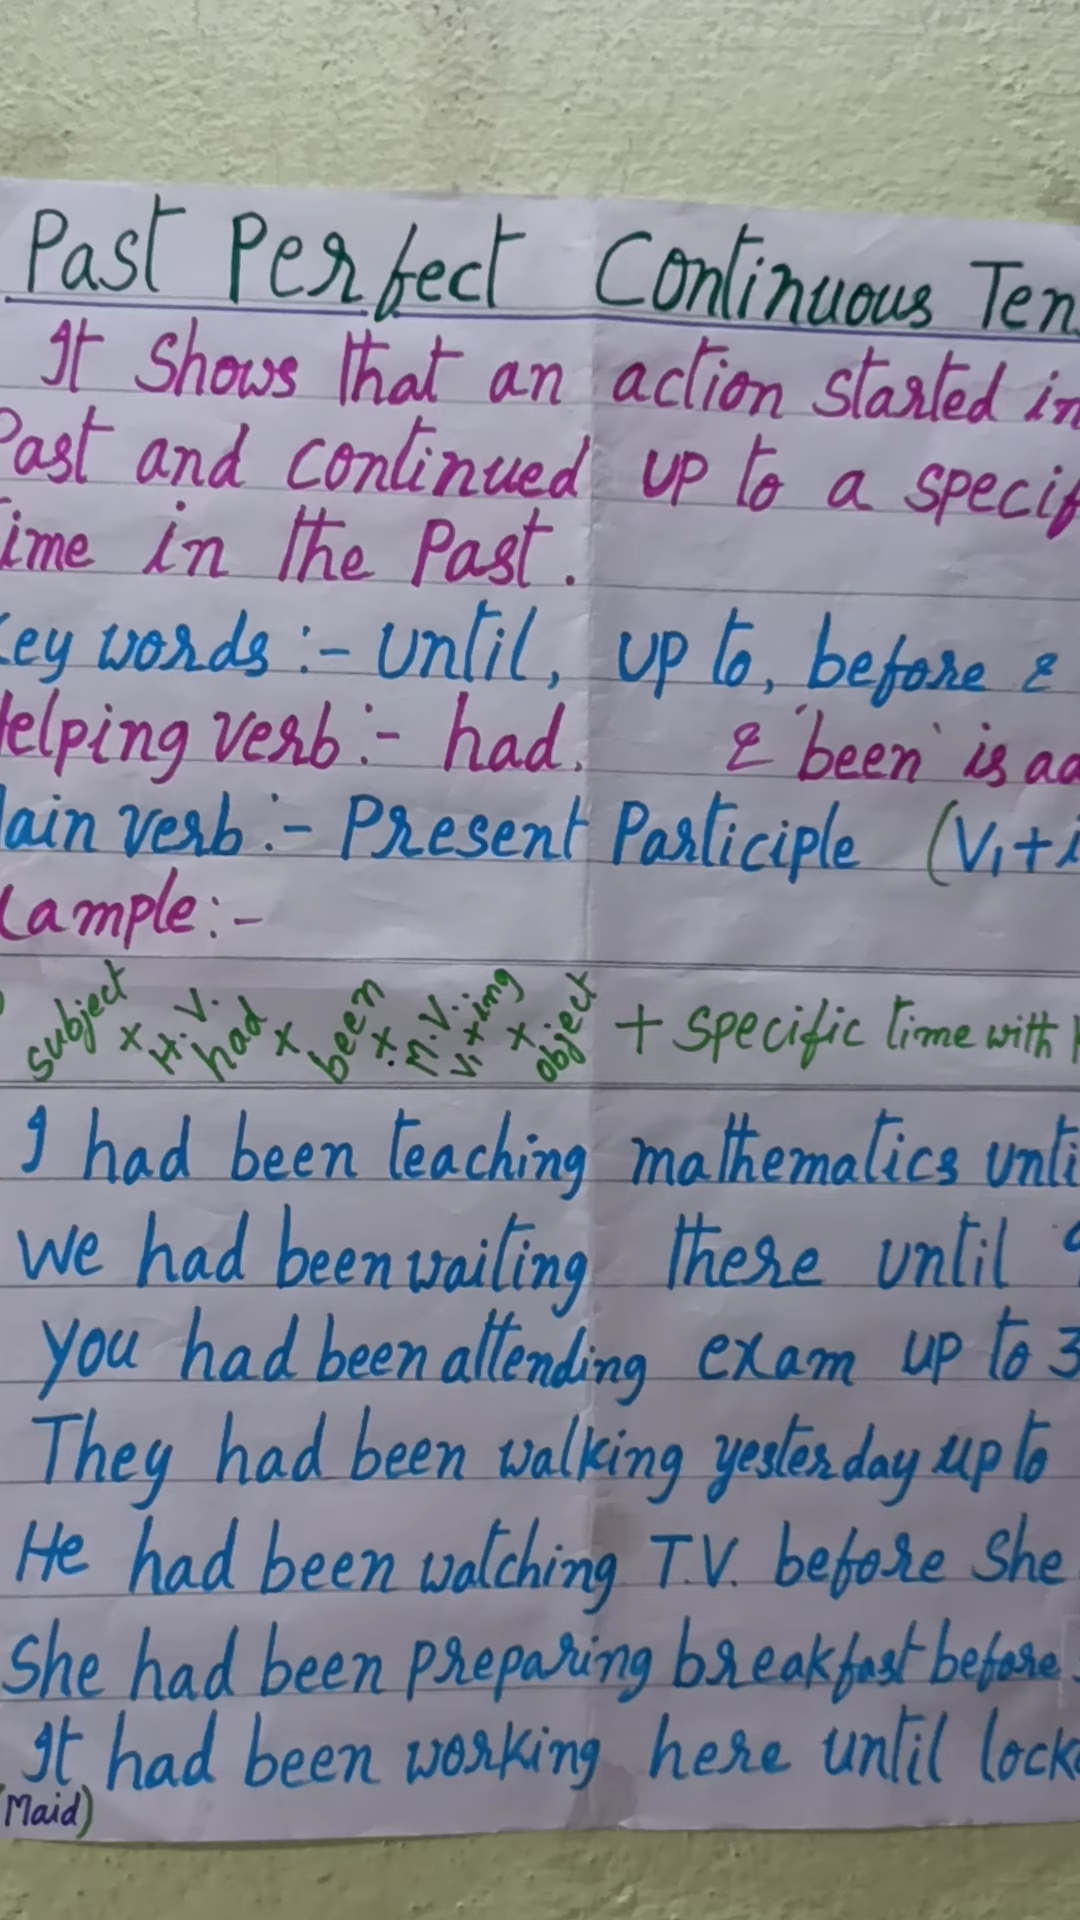 Past Perfect Continuous Ten
It shows that an action started in
Past and continued up to a specif
ime in the Past.
ey words :- until, up to, before &
elping verb :- had. & 'been' is ad
ain verb :- Present Participle (V1+i
ample :-
subject x H.V. had x been x M.V. V1+ing x object + specific time with
I had been teaching mathematics unti
We had been waiting there until 9
You had been attending exam up to 3
They had been walking yesterday up to
He had been watching T.V. before she
She had been preparing breakfast before
It had been working here until lock
(Maid)